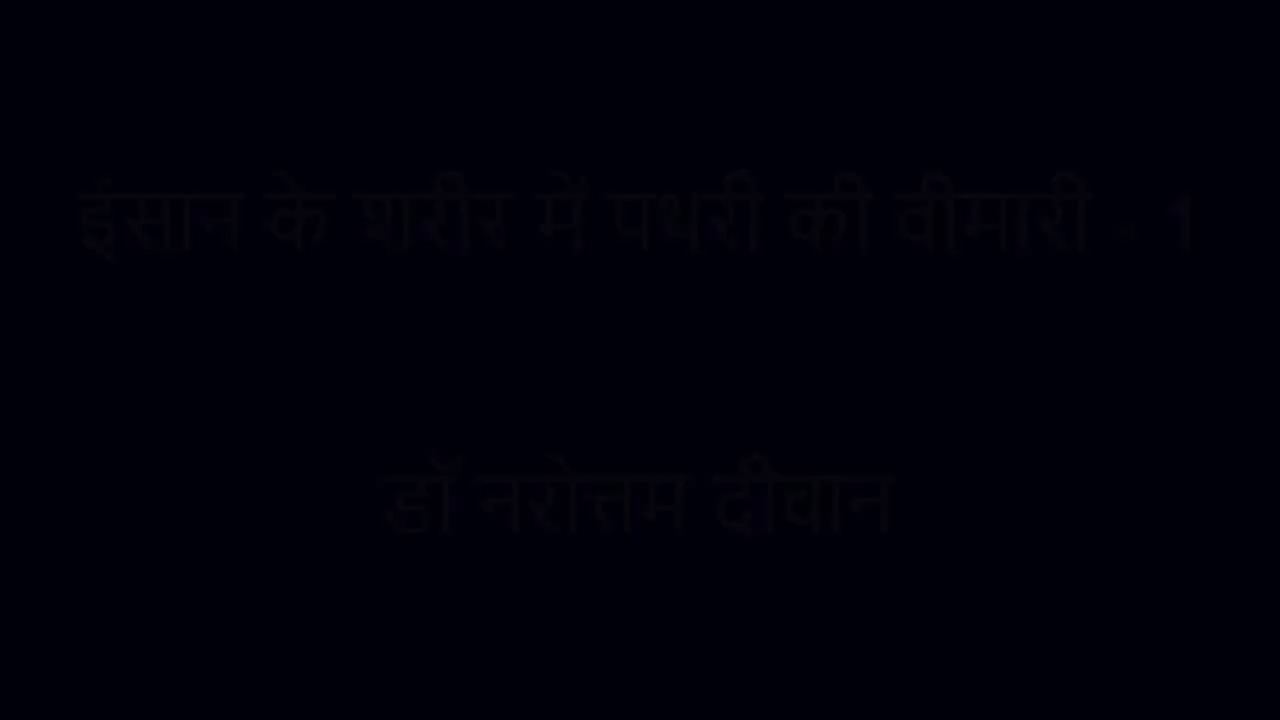 इंसान के शरीर में पथरी की वीमारी - 1
डॉ नरोत्तम दीवान